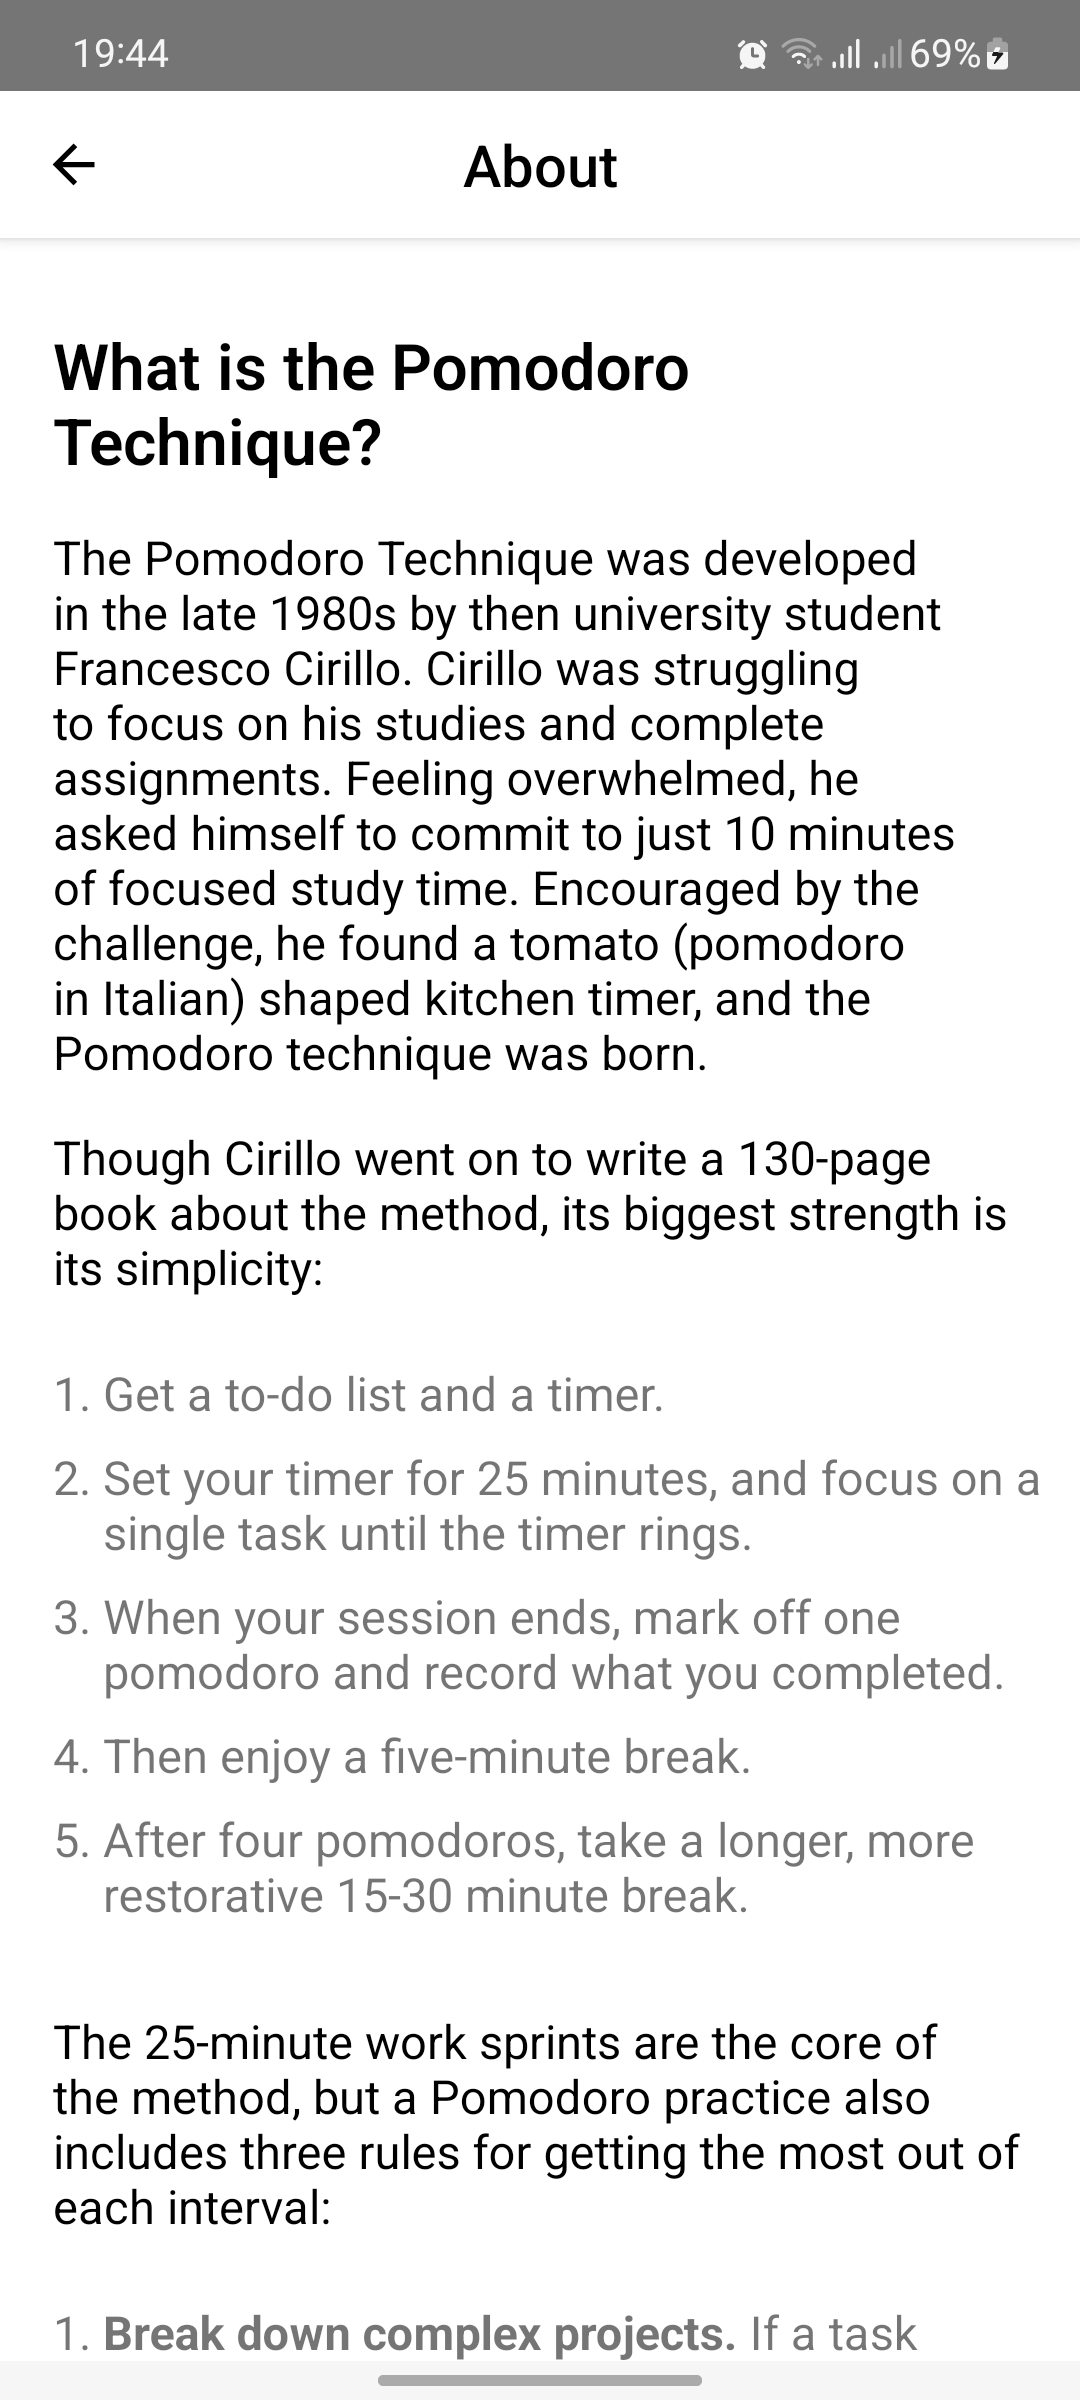 19:44
69%
About
What is the Pomodoro
Technique?
The Pomodoro Technique was developed
in the late 1980s by then university student
Francesco Cirillo. Cirillo was struggling
to focus on his studies and complete
assignments. Feeling overwhelmed, he
asked himself to commit to just 10 minutes
of focused study time. Encouraged by the
challenge, he found a tomato (pomodoro
in Italian) shaped kitchen timer, and the
Pomodoro technique was born.
Though Cirillo went on to write a 130-page
book about the method, its biggest strength is
its simplicity:
1. Get a to-do list and a timer.
2. Set your timer for 25 minutes, and focus on a
single task until the timer rings.
3. When your session ends, mark off one
pomodoro and record what you completed.
4. Then enjoy a five-minute break.
5. After four pomodoros, take a longer, more
restorative 15-30 minute break.
The 25-minute work sprints are the core of
the method, but a Pomodoro practice also
includes three rules for getting the most out of
each interval:
1. Break down complex projects. If a task